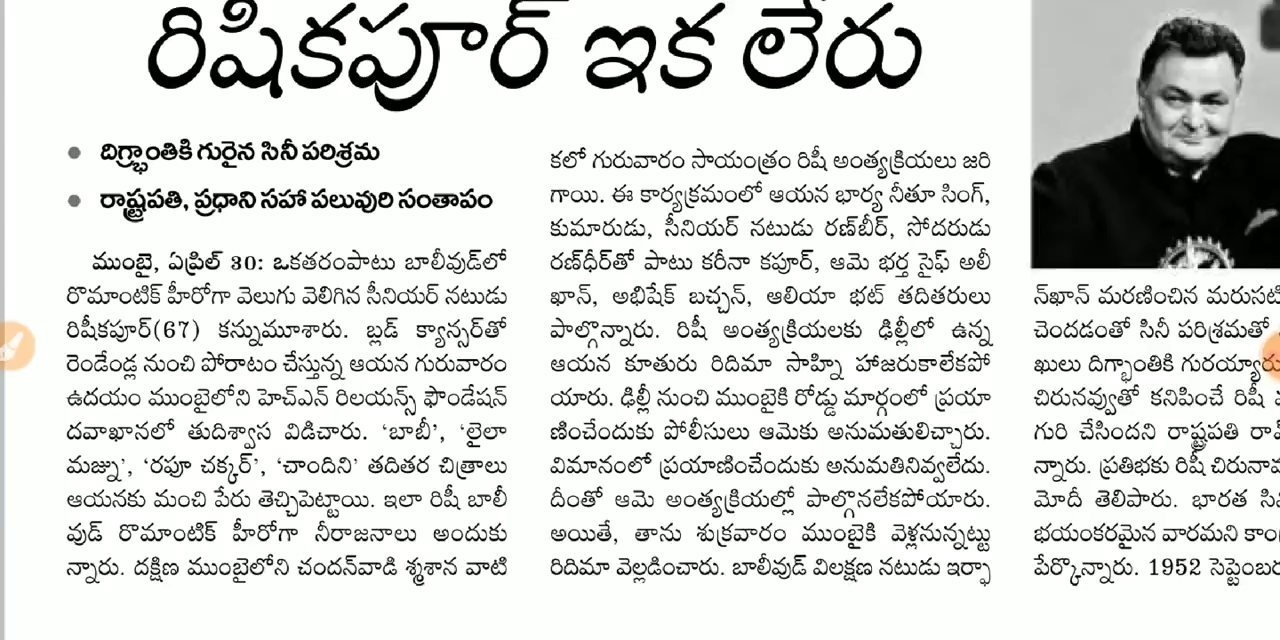 రిషికపూర్ ఇక లేరు
దిగ్భ్రాంతికి గురైన సినీ పరిశ్రమ
రాష్ట్రపతి, ప్రధాని సహా పలువురి సంతాపం
ముంబై, ఏప్రిల్ 30: ఒకతరంపాటు బాలీవుడ్‌లో
రొమాంటిక్ హీరోగా వెలుగు వెలిగిన సీనియర్ నటుడు
రిషీకపూర్(67) కన్నుమూశారు. బ్లడ్ క్యాన్సర్‌తో
రెండేండ్ల నుంచి పోరాటం చేస్తున్న ఆయన గురువారం
ఉదయం ముంబైలోని హెచ్ఎన్ రిలయన్స్ ఫౌండేషన్
దవాఖానలో తుదిశ్వాస విడిచారు. ‘బాబీ’, ‘లైలా
మజ్ను’, ‘రఫూ చక్కర్’, ‘చాందిని’ తదితర చిత్రాలు
ఆయనకు మంచి పేరు తెచ్చిపెట్టాయి. ఇలా రిషీ బాలీ
వుడ్ రొమాంటిక్ హీరోగా నీరాజనాలు అందుకు
న్నారు. దక్షిణ ముంబైలోని చందన్‌వాడి శ్మశాన వాటి
కలో గురువారం సాయంత్రం రిషీ అంత్యక్రియలు జరి
గాయి. ఈ కార్యక్రమంలో ఆయన భార్య నీతూ సింగ్,
కుమారుడు, సీనియర్ నటుడు రణ్‌బీర్, సోదరుడు
రణ్‌ధీర్‌తో పాటు కరీనా కపూర్, ఆమె భర్త సైఫ్ అలీ
ఖాన్, అభిషేక్ బచ్చన్, ఆలియా భట్ తదితరులు
పాల్గొన్నారు. రిషీ అంత్యక్రియలకు ఢిల్లీలో ఉన్న
ఆయన కూతురు రిదిమా సాహ్ని హాజరుకాలేకపో
యారు. ఢిల్లీ నుంచి ముంబైకి రోడ్డు మార్గంలో ప్రయా
ణించేందుకు పోలీసులు ఆమెకు అనుమతులిచ్చారు.
విమానంలో ప్రయాణించేందుకు అనుమతినివ్వలేదు.
దీంతో ఆమె అంత్యక్రియల్లో పాల్గొనలేకపోయారు.
అయితే, తాను శుక్రవారం ముంబైకి వెళ్లనున్నట్టు
రిదిమా వెల్లడించారు. బాలీవుడ్ విలక్షణ నటుడు ఇర్ఫా
న్‌ఖాన్ మరణించిన
చెందడంతో సినీ పరిశ్రమతో
ఖులు దిగ్భ్రాంతికి
చిరునవ్వుతో కనిపించే రిషీ
గురి చేసిందని రాష్ట్రపతి
న్నారు. ప్రతిభకు రిషీ
మోదీ తెలిపారు. భారత
భయంకరమైన వారమని
పేర్కొన్నారు. 1952